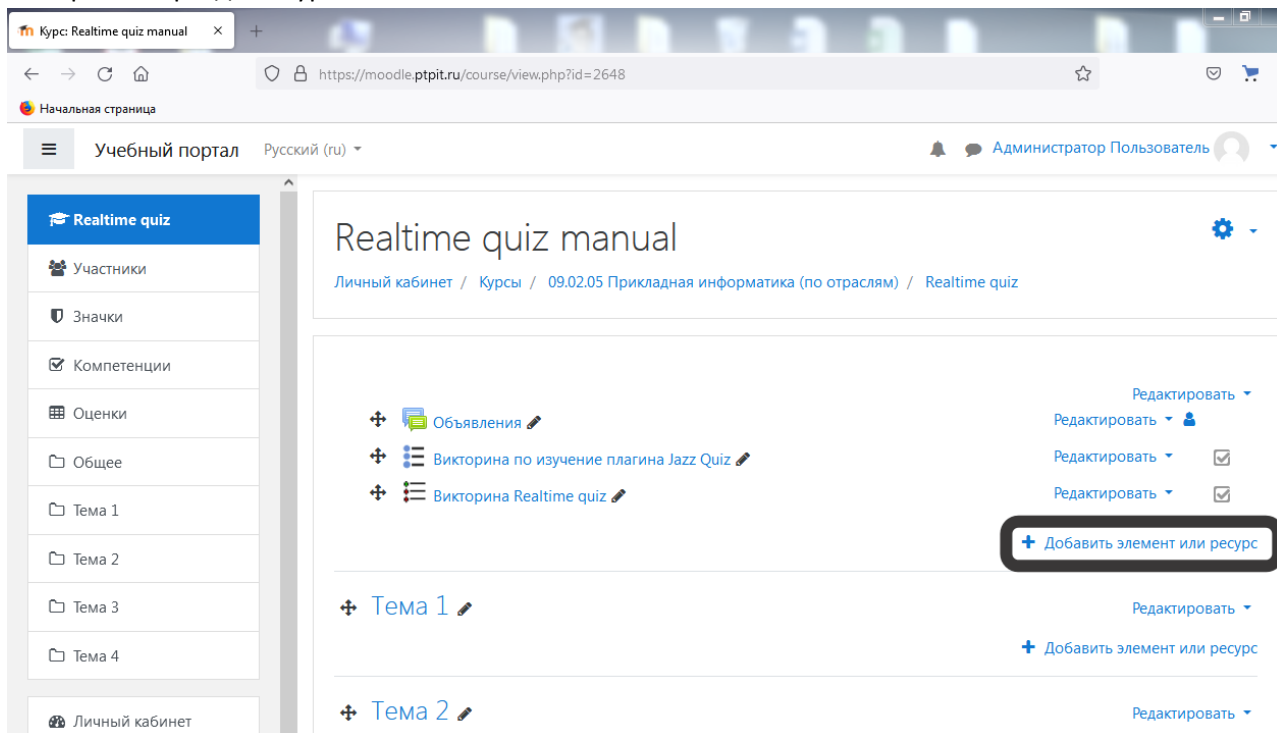 Курс: Realtime quiz manual
https://moodle.ptpit.ru/course/view.php?id=2648
Начальная страница
Учебный портал Русский (ru) Администратор Пользователь
Realtime quiz
Участники
Значки
Компетенции
Оценки
Общее
Тема 1
Тема 2
Тема 3
Тема 4
Личный кабинет
Realtime quiz manual
Личный кабинет / Курсы / 09.02.05 Прикладная информатика (по отраслям) / Realtime quiz
Редактировать
Объявления Редактировать
Викторина по изучение плагина Jazz Quiz Редактировать
Викторина Realtime quiz Редактировать
+ Добавить элемент или ресурс
Тема 1 Редактировать
+ Добавить элемент или ресурс
Тема 2 Редактировать